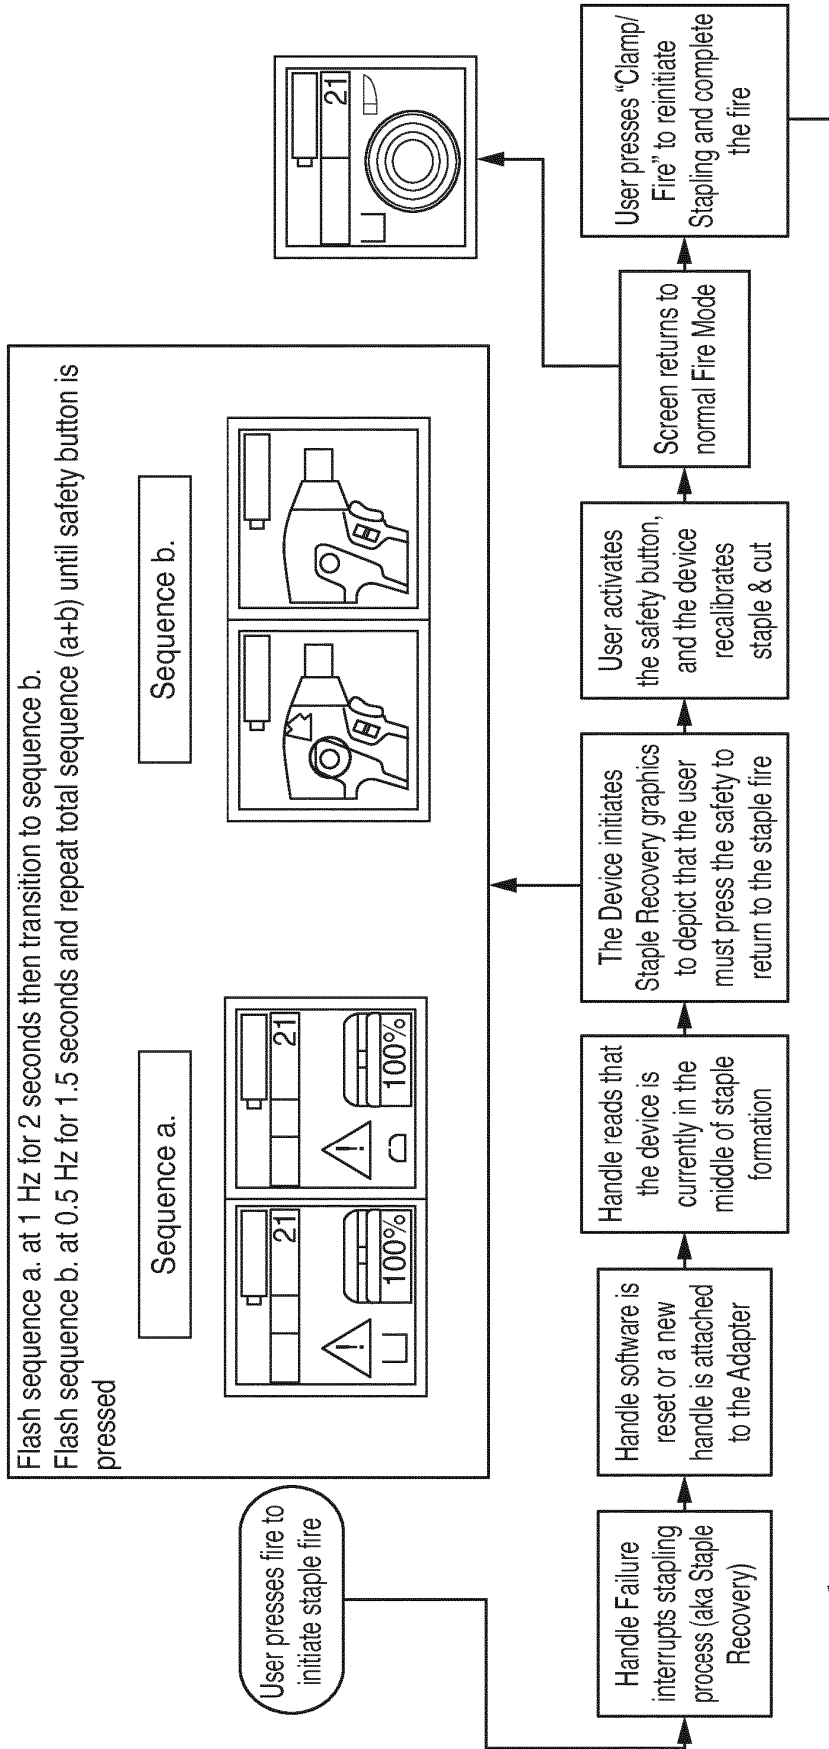 Flash sequence a. at 1 Hz for 2 seconds then transition to sequence b.
Flash sequence b. at 0.5 Hz for 1.5 seconds and repeat total sequence (a+b) until safety button is
pressed
Sequence a.
Sequence b.
21
100%
21
100%
21
User presses fire to
initiate staple fire
Handle Failure
interrupts stapling
process (aka Staple
Recovery)
Handle software is
reset or a new
handle is attached
to the Adapter
Handle reads that
the device is
currently in the
middle of staple
formation
The Device initiates
Staple Recovery graphics
to depict that the user
must press the safety to
return to the staple fire
User activates
the safety button,
and the device
recalibrates
staple & cut
Screen returns to
normal Fire Mode
User presses “Clamp/
Fire” to reinitiate
Stapling and complete
the fire